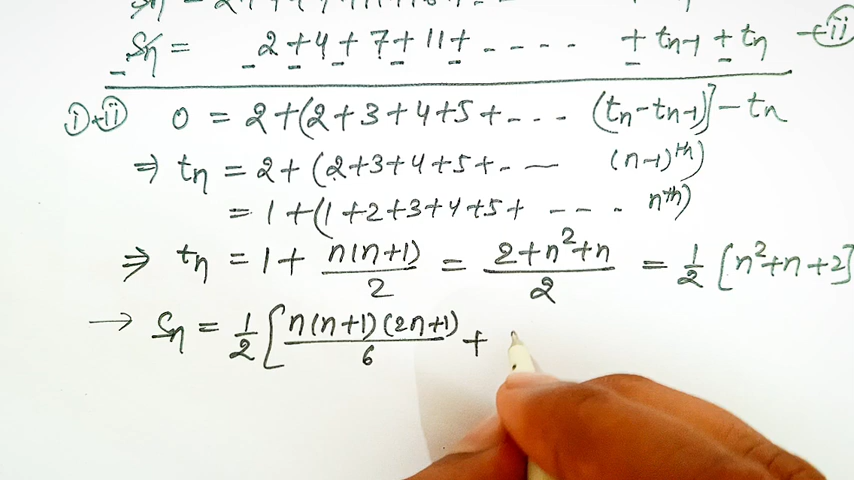 Sη = 2 + 4 + 7 + 11 + - - - - . + tn-1 + tn —(ii)
(i)-(ii) 0 = 2+(2+3+4+5+ - . - . (tn-tn-1)] - tn
⇒ tn = 2+ (2+3+4+5+ - . — (n-1)th)
= 1+(1+2+3+4+5+ - - - . nth)
⇒ tn = 1+ n(n+1)/2 = 2+n²+n/2 = 1/2 [n²+n+2]
→ Sn = 1/2 [n(n+1)(2n+1)/6 +